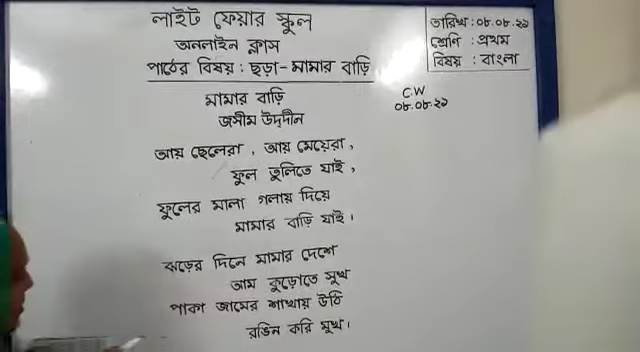 লাইট ফেয়ার স্কুল
অনলাইন ক্লাস
পাঠের বিষয় : ছড়া - মামার বাড়ি
তারিখ : ০৮.০৮.২১
শ্রেণি : প্রথম
বিষয় : বাংলা
C.W
০৮.০৮.২১
মামার বাড়ি
জসীম উদ্দীন
আয় ছেলেরা , আয় মেয়েরা ,
ফুল তুলিতে যাই ,
ফুলের মালা গলায় দিয়ে
মামার বাড়ি যাই ।
ঝড়ের দিনে মামার দেশে
আম কুড়োতে সুখ
পাকা জামের শাখায় উঠি
রঙিন করি মুখ ।